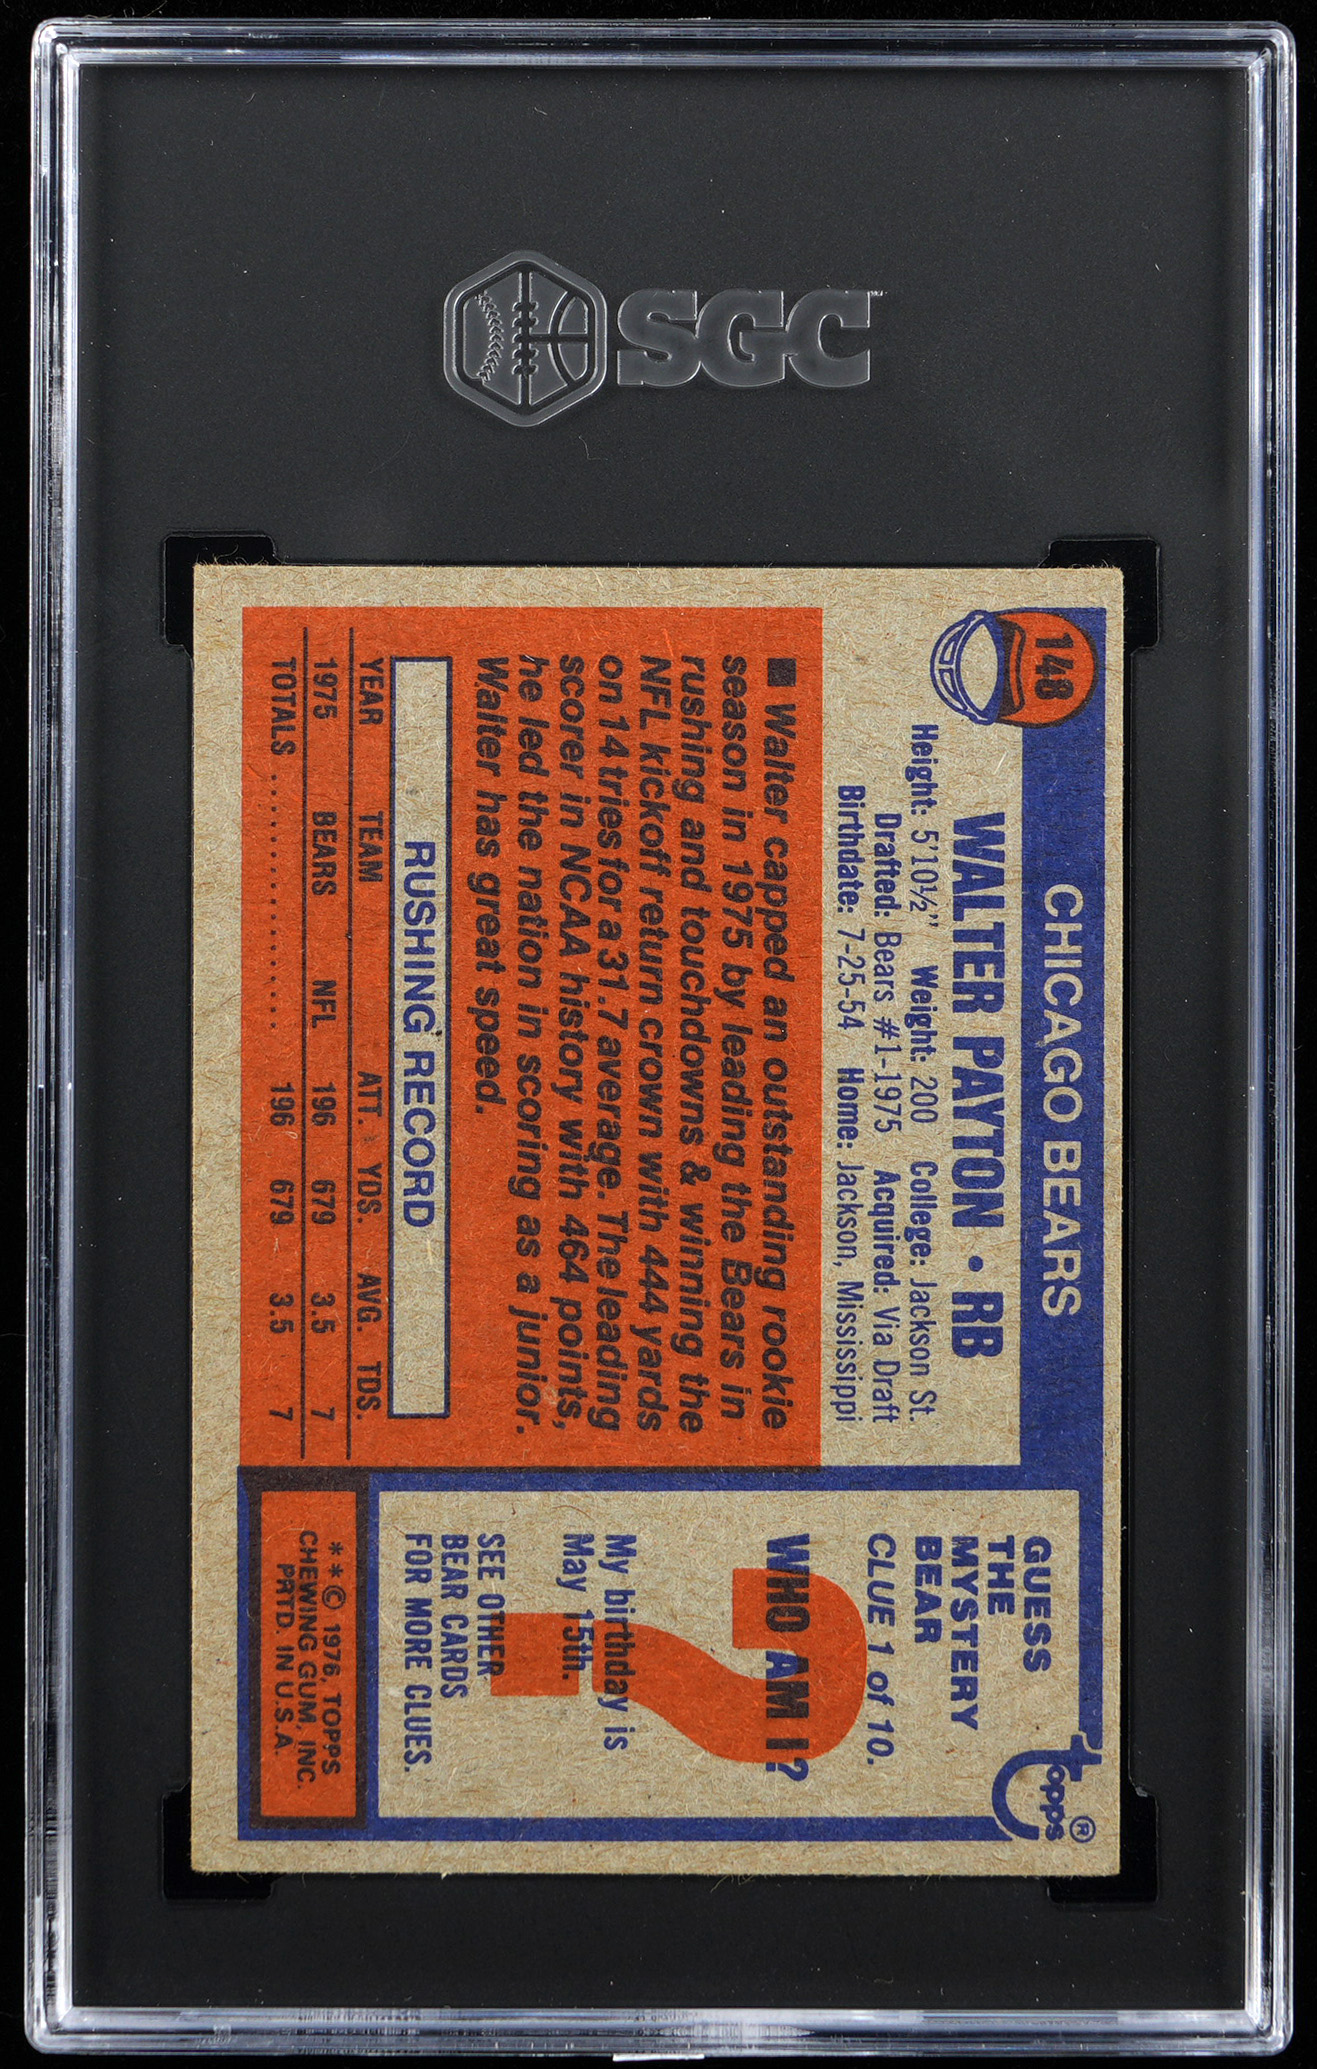 SGC
148
CHICAGO BEARS
WALTER PAYTON • RB
Height: 5'10½" Weight: 200 College: Jackson St.
Drafted: Bears #1-1975 Acquired: Via Draft
Birthdate: 7-25-54 Home: Jackson, Mississippi
■ Walter capped an outstanding rookie
season in 1975 by leading the Bears in
rushing and touchdowns & winning the
NFL kickoff return crown with 444 yards
on 14 tries for a 31.7 average. The leading
scorer in NCAA history with 464 points,
he led the nation in scoring as a junior.
Walter has great speed.
RUSHING RECORD
YEAR TEAM ATT. YDS. AVG. TDS.
1975 BEARS NFL 196 679 3.5 7
TOTALS .................. 196 679 3.5 7
topps®
GUESS
THE
MYSTERY
BEAR
CLUE 1 of 10.
WHO AM I?
?
My birthday is
May 15th.
SEE OTHER
BEAR CARDS
FOR MORE CLUES.
**© 1976, TOPPS
CHEWING GUM, INC.
PRTD. IN U.S.A.